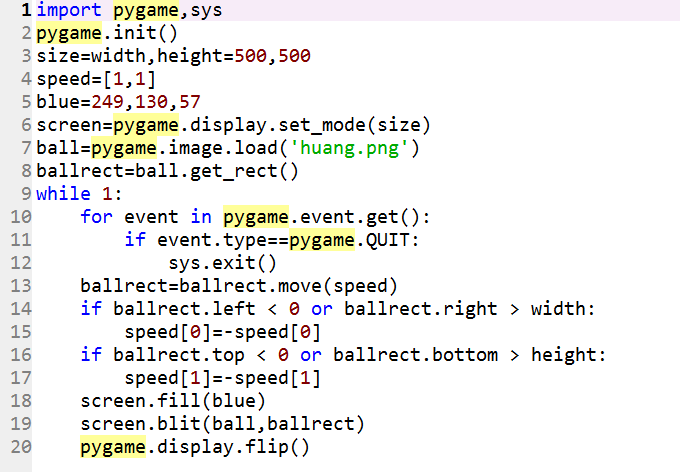 1 import pygame,sys
2 pygame.init()
3 size=width,height=500,500
4 speed=[1,1]
5 blue=249,130,57
6 screen=pygame.display.set_mode(size)
7 ball=pygame.image.load('huang.png')
8 ballrect=ball.get_rect()
9 while 1:
10     for event in pygame.event.get():
11         if event.type==pygame.QUIT:
12             sys.exit()
13     ballrect=ballrect.move(speed)
14     if ballrect.left < 0 or ballrect.right > width:
15         speed[0]=-speed[0]
16     if ballrect.top < 0 or ballrect.bottom > height:
17         speed[1]=-speed[1]
18     screen.fill(blue)
19     screen.blit(ball,ballrect)
20     pygame.display.flip()